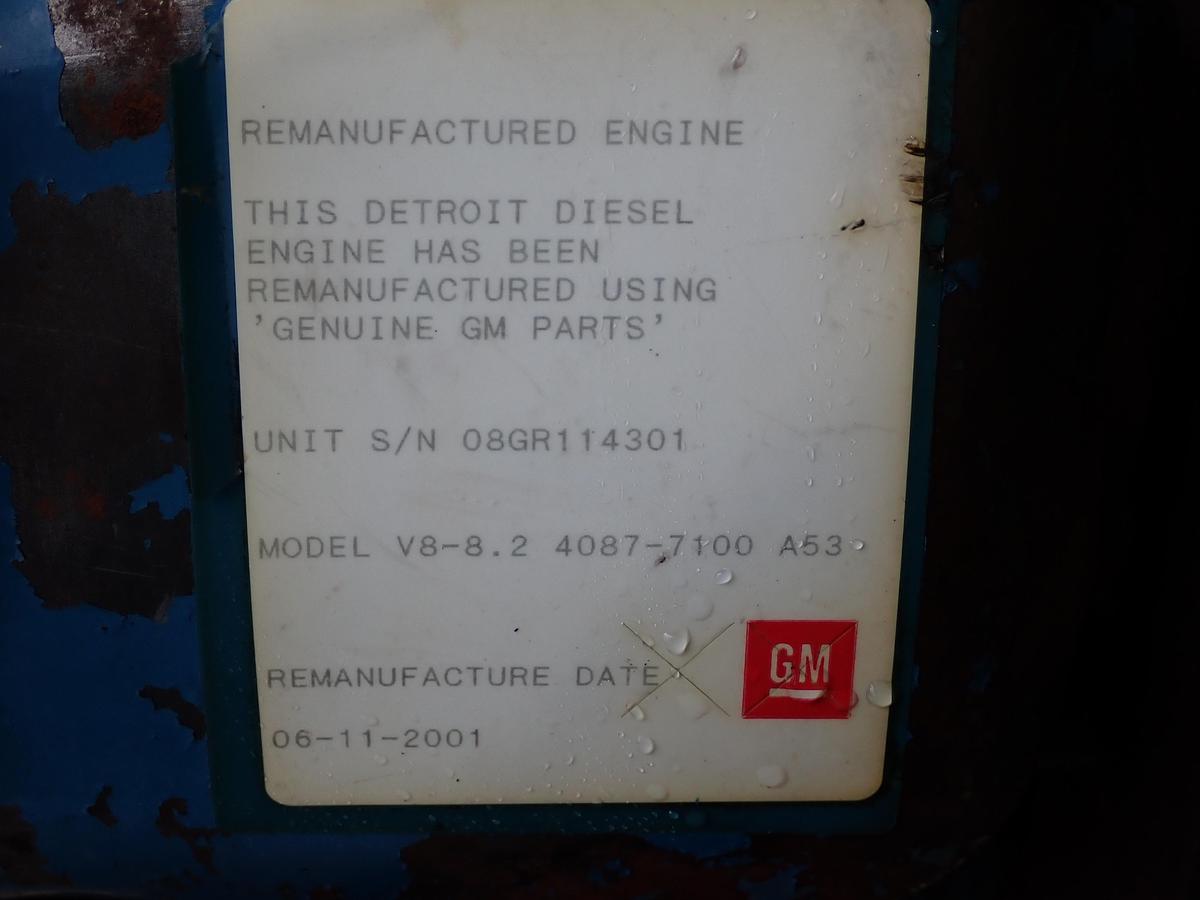 REMANUFACTURED ENGINE
THIS DETROIT DIESEL
ENGINE HAS BEEN
REMANUFACTURED USING
'GENUINE GM PARTS'
UNIT S/N 08GR114301
MODEL V8-8.2 4087-7100 A53
REMANUFACTURE DATE
GM
06-11-2001